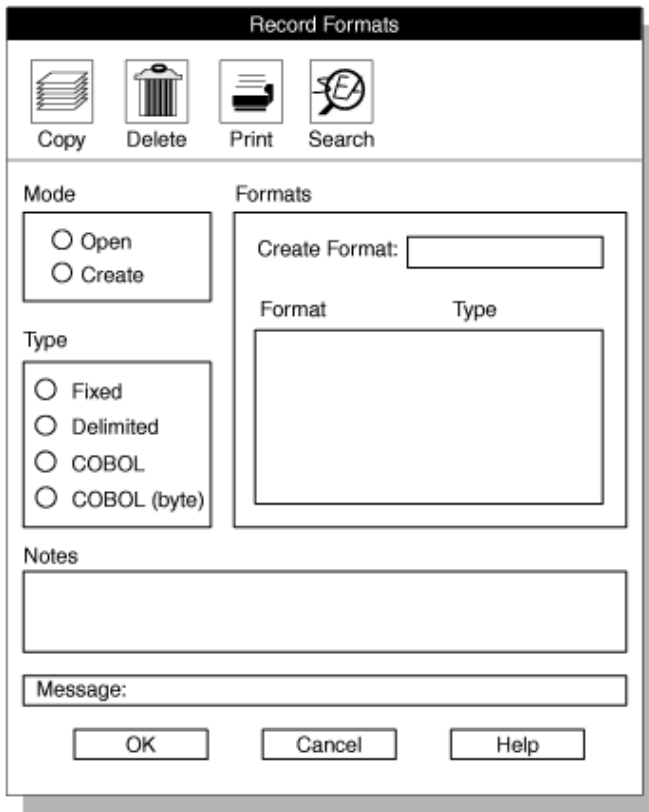 Record Formats
Copy Delete Print Search
Mode
Open
Create
Type
Fixed
Delimited
COBOL
COBOL (byte)
Formats
Create Format:
Format Type
Notes
Message:
OK Cancel Help